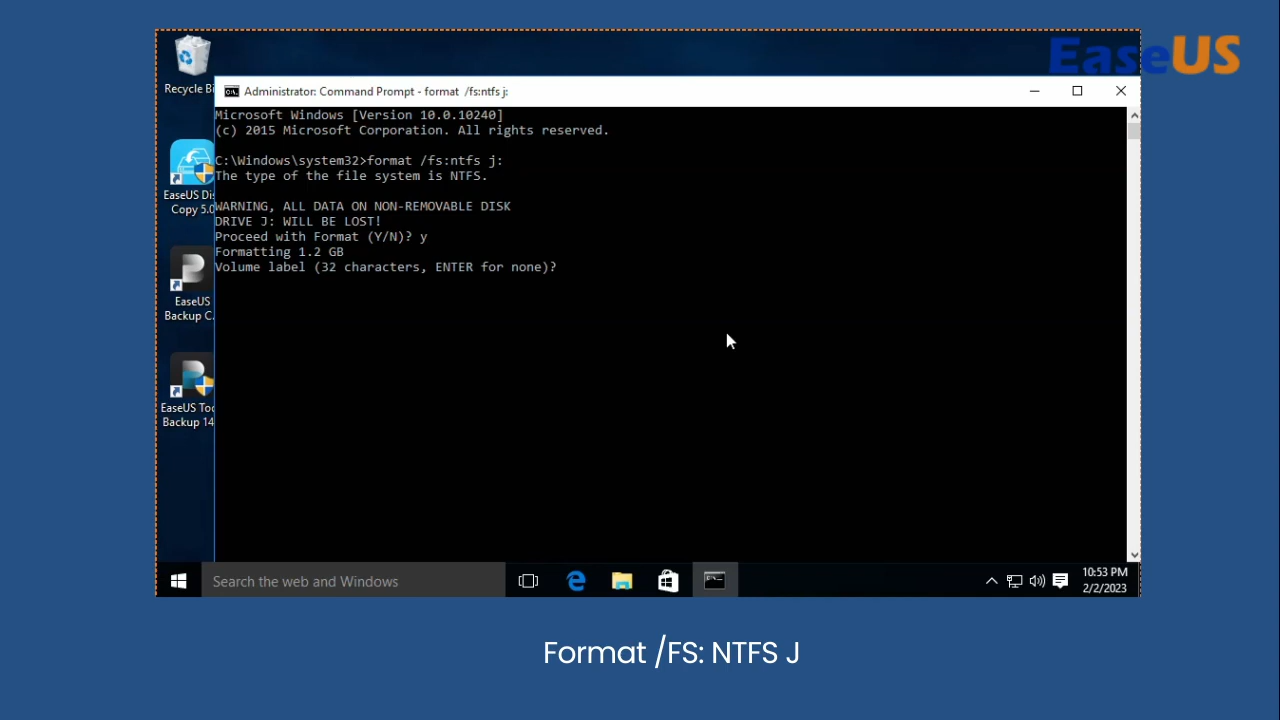 EaseUS
Recycle Bi
Administrator: Command Prompt - format /fs:ntfs j:
Microsoft Windows [Version 10.0.10240]
(c) 2015 Microsoft Corporation. All rights reserved.
C:\Windows\system32>format /fs:ntfs j:
The type of the file system is NTFS.
EaseUS Dis
Copy 5.0
WARNING, ALL DATA ON NON-REMOVABLE DISK
DRIVE J: WILL BE LOST!
Proceed with Format (Y/N)? y
Formatting 1.2 GB
Volume label (32 characters, ENTER for none)?
EaseUS
Backup C.
EaseUS Too
Backup 14
Search the web and Windows
10:53 PM
2/2/2023
Format /FS: NTFS J